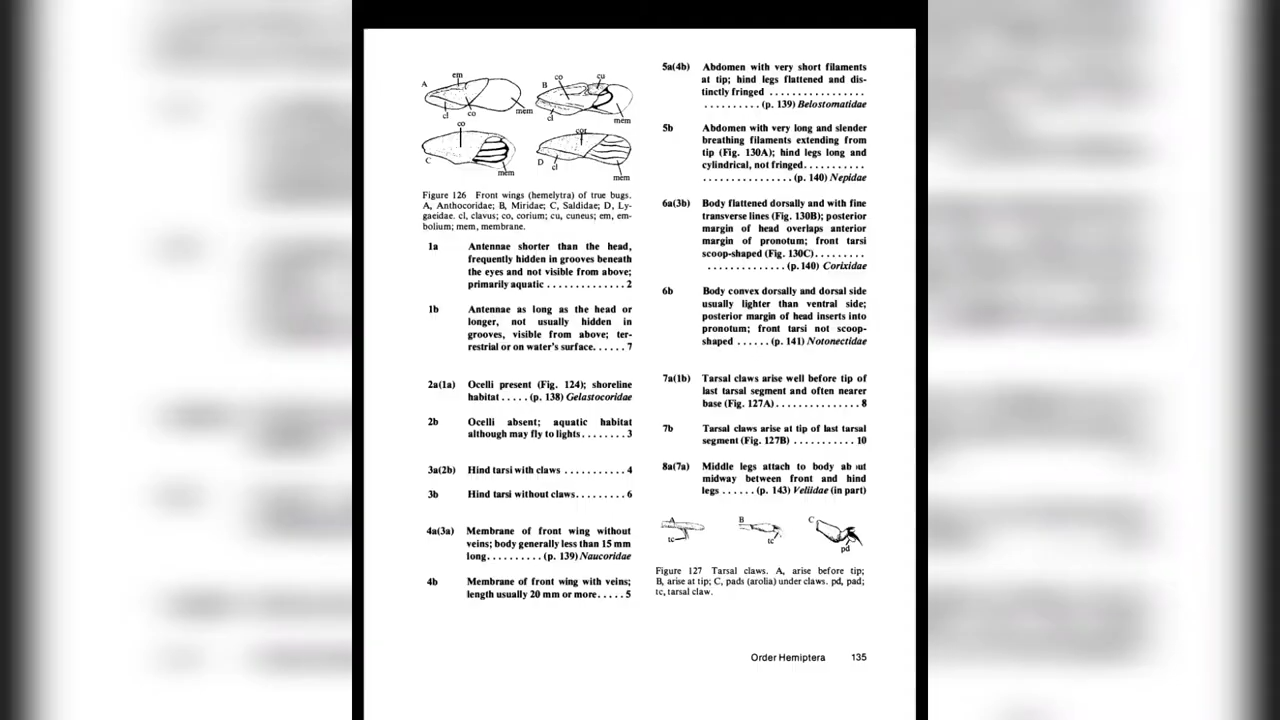 em
A
cl
co
mem
co
cu
B
cl
mem
co
C
mem
cor
D
cl
mem
Figure 126 Front wings (hemelytra) of true bugs.
A, Anthocoridae; B, Miridae; C, Saldidae; D, Ly-
gaeidae. cl, clavus; co, corium; cu, cuneus; em, em-
bolium; mem, membrane.
1a Antennae shorter than the head,
frequently hidden in grooves beneath
the eyes and not visible from above;
primarily aquatic .............. 2
1b Antennae as long as the head or
longer, not usually hidden in
grooves, visible from above; ter-
restrial or on water's surface...... 7
2a(1a) Ocelli present (Fig. 124); shoreline
habitat ..... (p. 138) Gelastocoridae
2b Ocelli absent; aquatic habitat
although may fly to lights........ 3
3a(2b) Hind tarsi with claws ........... 4
3b Hind tarsi without claws......... 6
4a(3a) Membrane of front wing without
veins; body generally less than 15 mm
long.......... (p. 139) Naucoridae
4b Membrane of front wing with veins;
length usually 20 mm or more..... 5
5a(4b) Abdomen with very short filaments
at tip; hind legs flattened and dis-
tinctly fringed .................
.......... (p. 139) Belostomatidae
5b Abdomen with very long and slender
breathing filaments extending from
tip (Fig. 130A); hind legs long and
cylindrical, not fringed...........
................ (p. 140) Nepidae
6a(3b) Body flattened dorsally and with fine
transverse lines (Fig. 130B); posterior
margin of head overlaps anterior
margin of pronotum; front tarsi
scoop-shaped (Fig. 130C).........
.............. (p. 140) Corixidae
6b Body convex dorsally and dorsal side
usually lighter than ventral side;
posterior margin of head inserts into
pronotum; front tarsi not scoop-
shaped ...... (p. 141) Notonectidae
7a(1b) Tarsal claws arise well before tip of
last tarsal segment and often nearer
base (Fig. 127A)............... 8
7b Tarsal claws arise at tip of last tarsal
segment (Fig. 127B) ........... 10
8a(7a) Middle legs attach to body about
midway between front and hind
legs ...... (p. 143) Veliidae (in part)
A
tc
B
tc
C
pd
Figure 127 Tarsal claws. A, arise before tip;
B, arise at tip; C, pads (arolia) under claws. pd, pad;
tc, tarsal claw.
Order Hemiptera 135